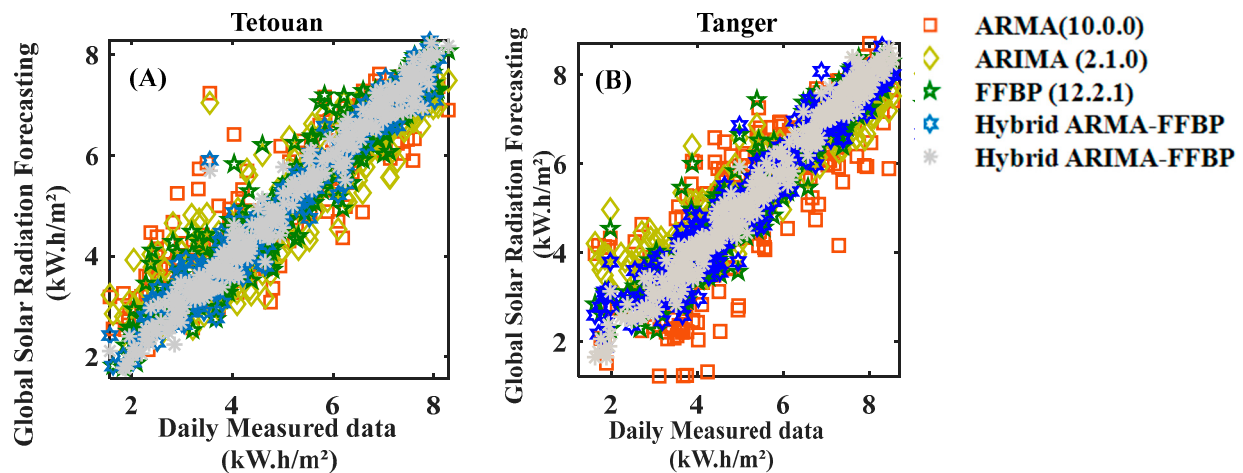 Tetouan
Global Solar Radiation Forecasting
(kW.h/m²)
(A)
8
6
4
2
2 4 6 8
Daily Measured data
(kW.h/m²)
Tanger
Global Solar Radiation Forecasting
(kW.h/m²)
(B)
8
6
4
2
2 4 6 8
Daily Measured data
(kW.h/m²)
ARMA(10.0.0)
ARIMA (2.1.0)
FFBP (12.2.1)
Hybrid ARMA-FFBP
Hybrid ARIMA-FFBP